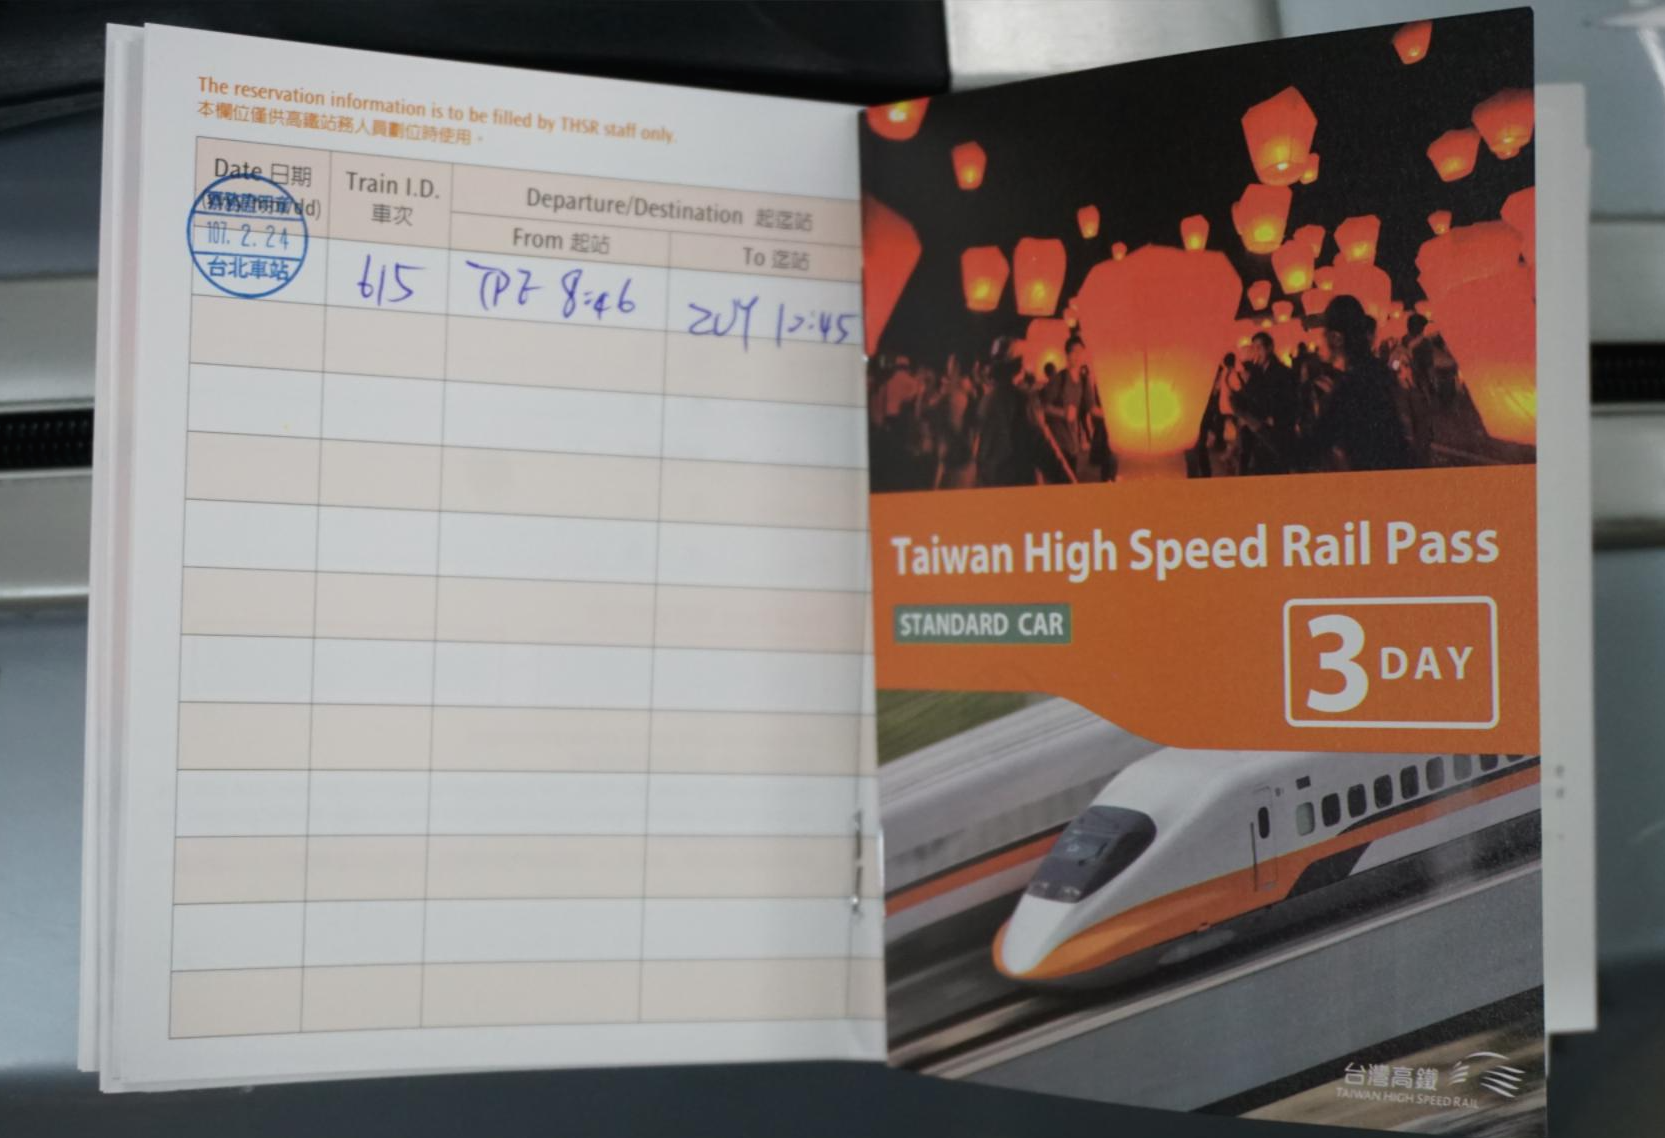 The reservation information is to be filled by THSR staff only.
本欄位僅供高鐵站務人員劃位時使用。
Date 日期
Train I.D.
車次
Departure/Destination 起迄站
From 起站
To 迄站
107. 2. 24
台北車站
615
TPE 8:46
ZUY 10:45
Taiwan High Speed Rail Pass
STANDARD CAR
3 DAY
台灣高鐵
TAIWAN HIGH SPEED RAIL